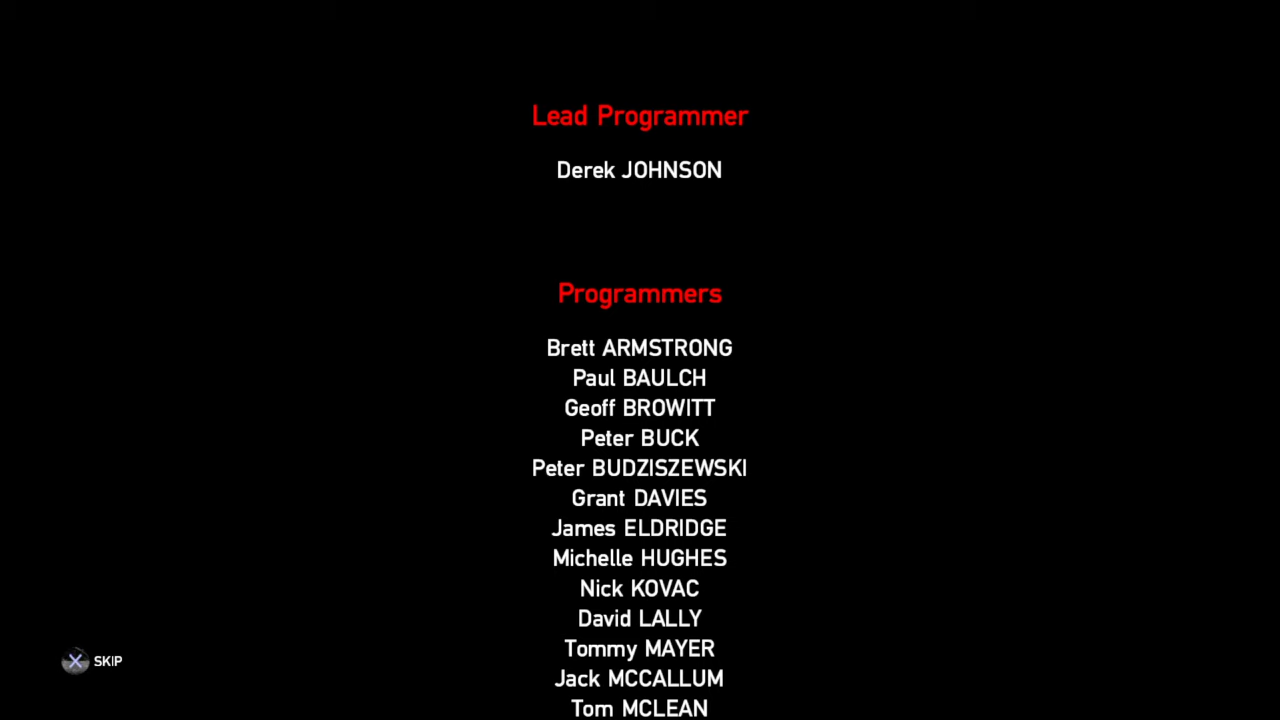 Lead Programmer
Derek JOHNSON
Programmers
Brett ARMSTRONG
Paul BAULCH
Geoff BROWITT
Peter BUCK
Peter BUDZISZEWSKI
Grant DAVIES
James ELDRIDGE
Michelle HUGHES
Nick KOVAC
David LALLY
Tommy MAYER
Jack MCCALLUM
Tom MCLEAN
SKIP